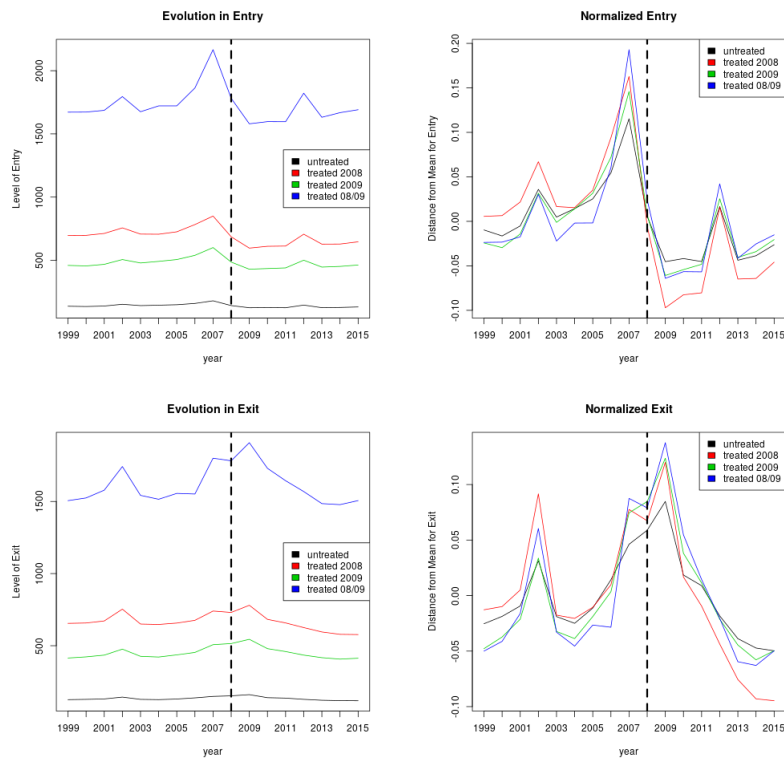 Evolution in Entry
Level of Entry
2000
1500
1000
500
untreated
treated 2008
treated 2009
treated 08/09
1999 2001 2003 2005 2007 2009 2011 2013 2015
year
Normalized Entry
Distance from Mean for Entry
0.20
0.15
0.10
0.05
0.00
-0.05
-0.10
untreated
treated 2008
treated 2009
treated 08/09
1999 2001 2003 2005 2007 2009 2011 2013 2015
year
Evolution in Exit
Level of Exit
1500
1000
500
untreated
treated 2008
treated 2009
treated 08/09
1999 2001 2003 2005 2007 2009 2011 2013 2015
year
Normalized Exit
Distance from Mean for Exit
0.10
0.05
0.00
-0.05
-0.10
untreated
treated 2008
treated 2009
treated 08/09
1999 2001 2003 2005 2007 2009 2011 2013 2015
year